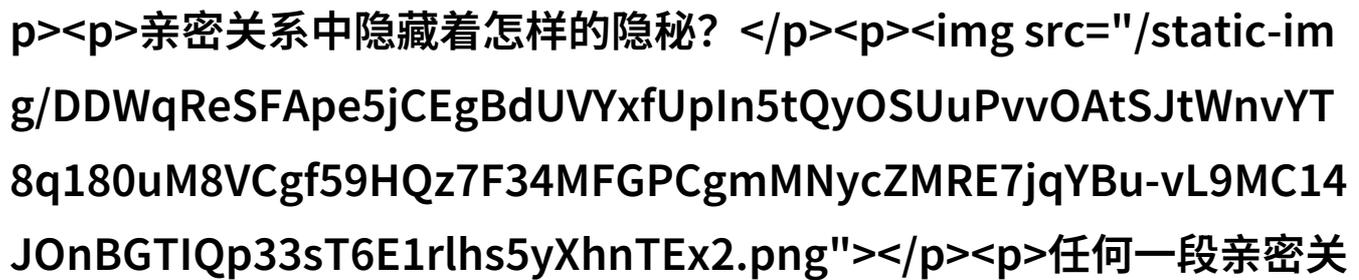 p><p>亲密关系中隐藏着怎样的隐秘？</p><p><img src="/static-im
g/DDWqReSFApe5jCEgBdUVYxfUpIn5tQyOSUuPvvOAtSJtWnvYT
8q180uM8VCgf59HQz7F34MFGPCgmMNycZMRE7jqYBu-vL9MC14
JOnBGTIQp33sT6E1rlhs5yXhnTEx2.png"></p><p>任何一段亲密关